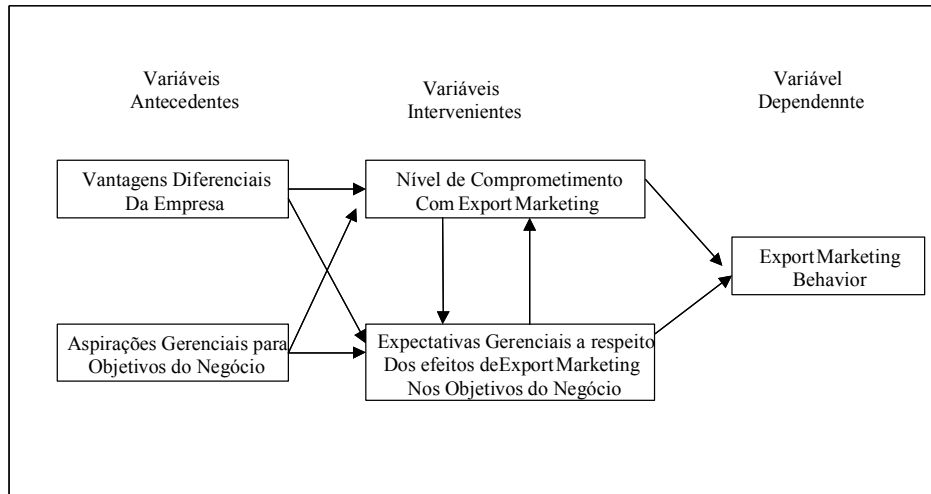 Variáveis
Antecedentes
Variáveis
Intervenientes
Variável
Dependennte
Vantagens Diferenciais
Da Empresa
Nível de Comprometimento
Com Export Marketing
Export Marketing
Behavior
Aspirações Gerenciais para
Objetivos do Negócio
Expectativas Gerenciais a respeito
Dos efeitos deExport Marketing
Nos Objetivos do Negócio